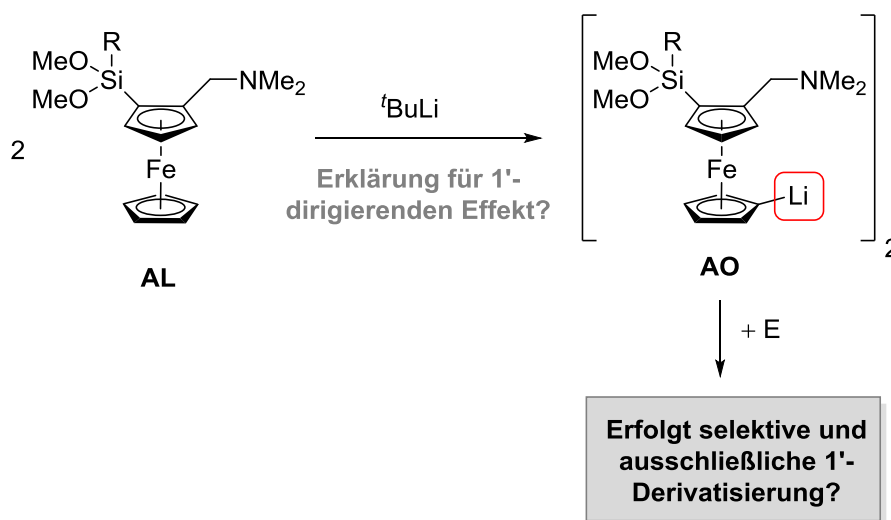 2
R
MeO
MeO
Si
NMe2
Fe
AL
tBuLi
Erklärung für 1'-
dirigierenden Effekt?
R
MeO
MeO
Si
NMe2
Fe
Li
2
AO
+ E
Erfolgt selektive und
ausschließliche 1'-
Derivatisierung?